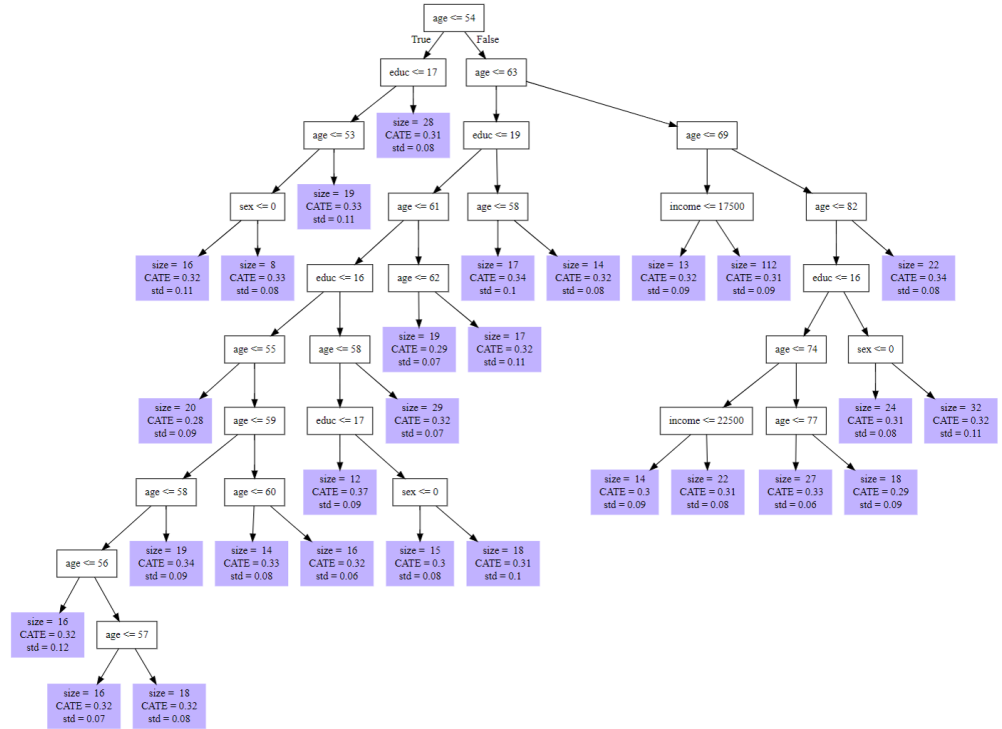 age <= 54
True
False
educ <= 17
age <= 63
age <= 53
size = 28
CATE = 0.31
std = 0.08
educ <= 19
age <= 69
sex <= 0
size = 19
CATE = 0.33
std = 0.11
age <= 61
age <= 58
income <= 17500
age <= 82
size = 16
CATE = 0.32
std = 0.11
size = 8
CATE = 0.33
std = 0.08
educ <= 16
age <= 62
size = 17
CATE = 0.34
std = 0.1
size = 14
CATE = 0.32
std = 0.08
size = 13
CATE = 0.32
std = 0.09
size = 112
CATE = 0.31
std = 0.09
educ <= 16
size = 22
CATE = 0.34
std = 0.08
age <= 55
age <= 58
size = 19
CATE = 0.29
std = 0.07
size = 17
CATE = 0.32
std = 0.11
age <= 74
sex <= 0
size = 20
CATE = 0.28
std = 0.09
age <= 59
educ <= 17
size = 29
CATE = 0.32
std = 0.07
income <= 22500
age <= 77
size = 24
CATE = 0.31
std = 0.08
size = 32
CATE = 0.32
std = 0.11
age <= 58
age <= 60
size = 12
CATE = 0.37
std = 0.09
sex <= 0
size = 14
CATE = 0.3
std = 0.09
size = 22
CATE = 0.31
std = 0.08
size = 27
CATE = 0.33
std = 0.06
size = 18
CATE = 0.29
std = 0.09
age <= 56
size = 19
CATE = 0.34
std = 0.09
size = 14
CATE = 0.33
std = 0.08
size = 16
CATE = 0.32
std = 0.06
size = 15
CATE = 0.3
std = 0.08
size = 18
CATE = 0.31
std = 0.1
size = 16
CATE = 0.32
std = 0.12
age <= 57
size = 16
CATE = 0.32
std = 0.07
size = 18
CATE = 0.32
std = 0.08